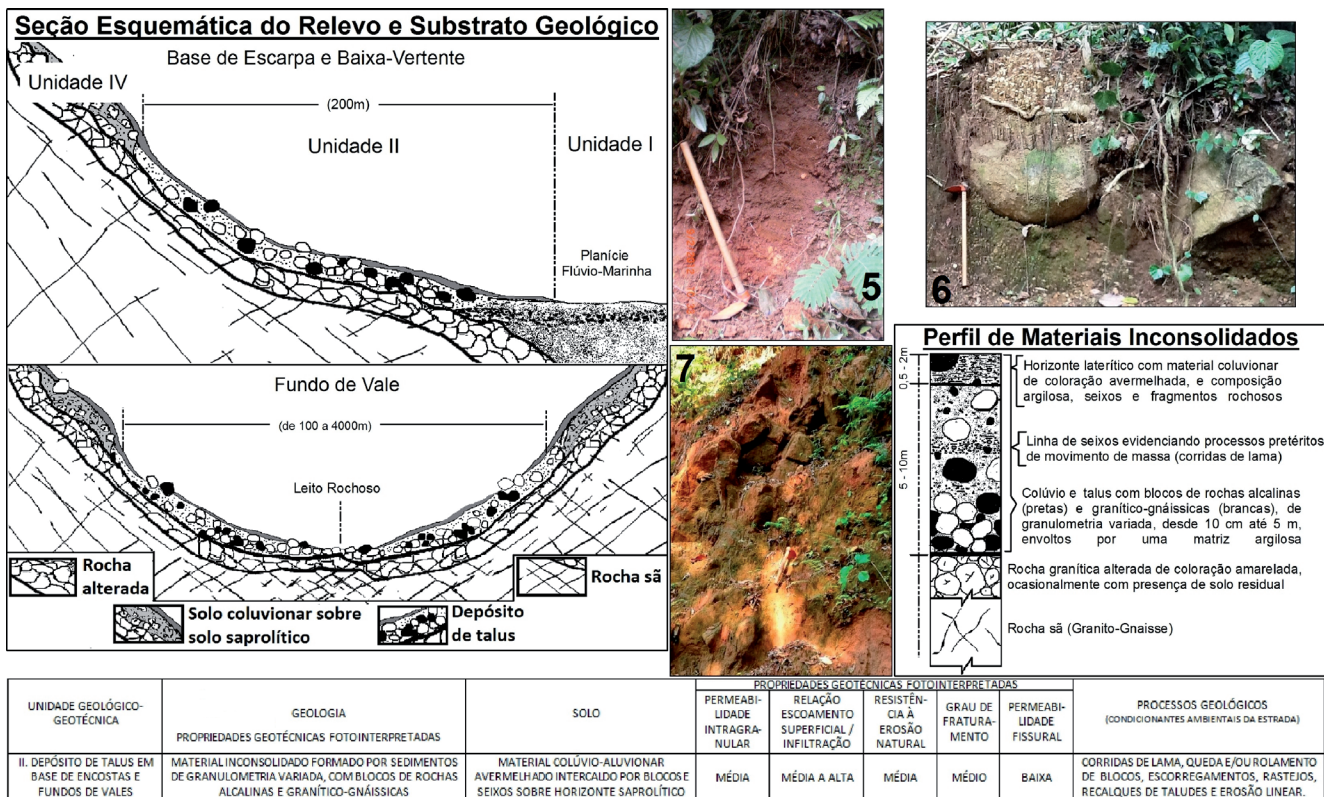 Seção Esquemática do Relevo e Substrato Geológico
Base de Escarpa e Baixa-Vertente
Unidade IV
(200m)
Unidade II
Unidade I
Planície
Flúvio-Marinha
Fundo de Vale
(de 100 a 4000m)
Leito Rochoso
Rocha
alterada
Rocha sã
Solo coluvionar sobre
solo saprolítico
Depósito
de talus
5
6
7
Perfil de Materiais Inconsolidados
0,5 - 2m
5 - 10m
Horizonte laterítico com material coluvionar
de coloração avermelhada, e composição
argilosa, seixos e fragmentos rochosos
Linha de seixos evidenciando processos pretéritos
de movimento de massa (corridas de lama)
Colúvio e talus com blocos de rochas alcalinas
(pretas) e granítico-gnáissicas (brancas), de
granulometria variada, desde 10 cm até 5 m,
envoltos por uma matriz argilosa
Rocha granítica alterada de coloração amarelada,
ocasionalmente com presença de solo residual
Rocha sã (Granito-Gnaisse)
UNIDADE GEOLÓGICO-
GEOTÉCNICA
GEOLOGIA
PROPRIEDADES GEOTÉCNICAS FOTOINTERPRETADAS
SOLO
PROPRIEDADES GEOTÉCNICAS FOTOINTERPRETADAS
PERMEABI-
LIDADE
INTRAGRA-
NULAR
RELAÇÃO
ESCOAMENTO
SUPERFICIAL /
INFILTRAÇÃO
RESISTÊN-
CIA À
EROSÃO
NATURAL
GRAU DE
FRATURA-
MENTO
PERMEABI-
LIDADE
FISSURAL
PROCESSOS GEOLÓGICOS
(CONDICIONANTES AMBIENTAIS DA ESTRADA)
II. DEPÓSITO DE TALUS EM
BASE DE ENCOSTAS E
FUNDOS DE VALES
MATERIAL INCONSOLIDADO FORMADO POR SEDIMENTOS
DE GRANULOMETRIA VARIADA, COM BLOCOS DE ROCHAS
ALCALINAS E GRANÍTICO-GNÁISSICAS
MATERIAL COLÚVIO-ALUVIONAR
AVERMELHADO INTERCALDO POR BLOCOS E
SEIXOS SOBRE HORIZONTE SAPROLÍTICO
MÉDIA
MÉDIA A ALTA
MÉDIA
MÉDIO
BAIXA
CORRIDAS DE LAMA, QUEDA E/OU ROLAMENTO
DE BLOCOS, ESCORREGAMENTOS, RASTEJOS,
RECALQUES DE TALUDES E EROSÃO LINEAR.